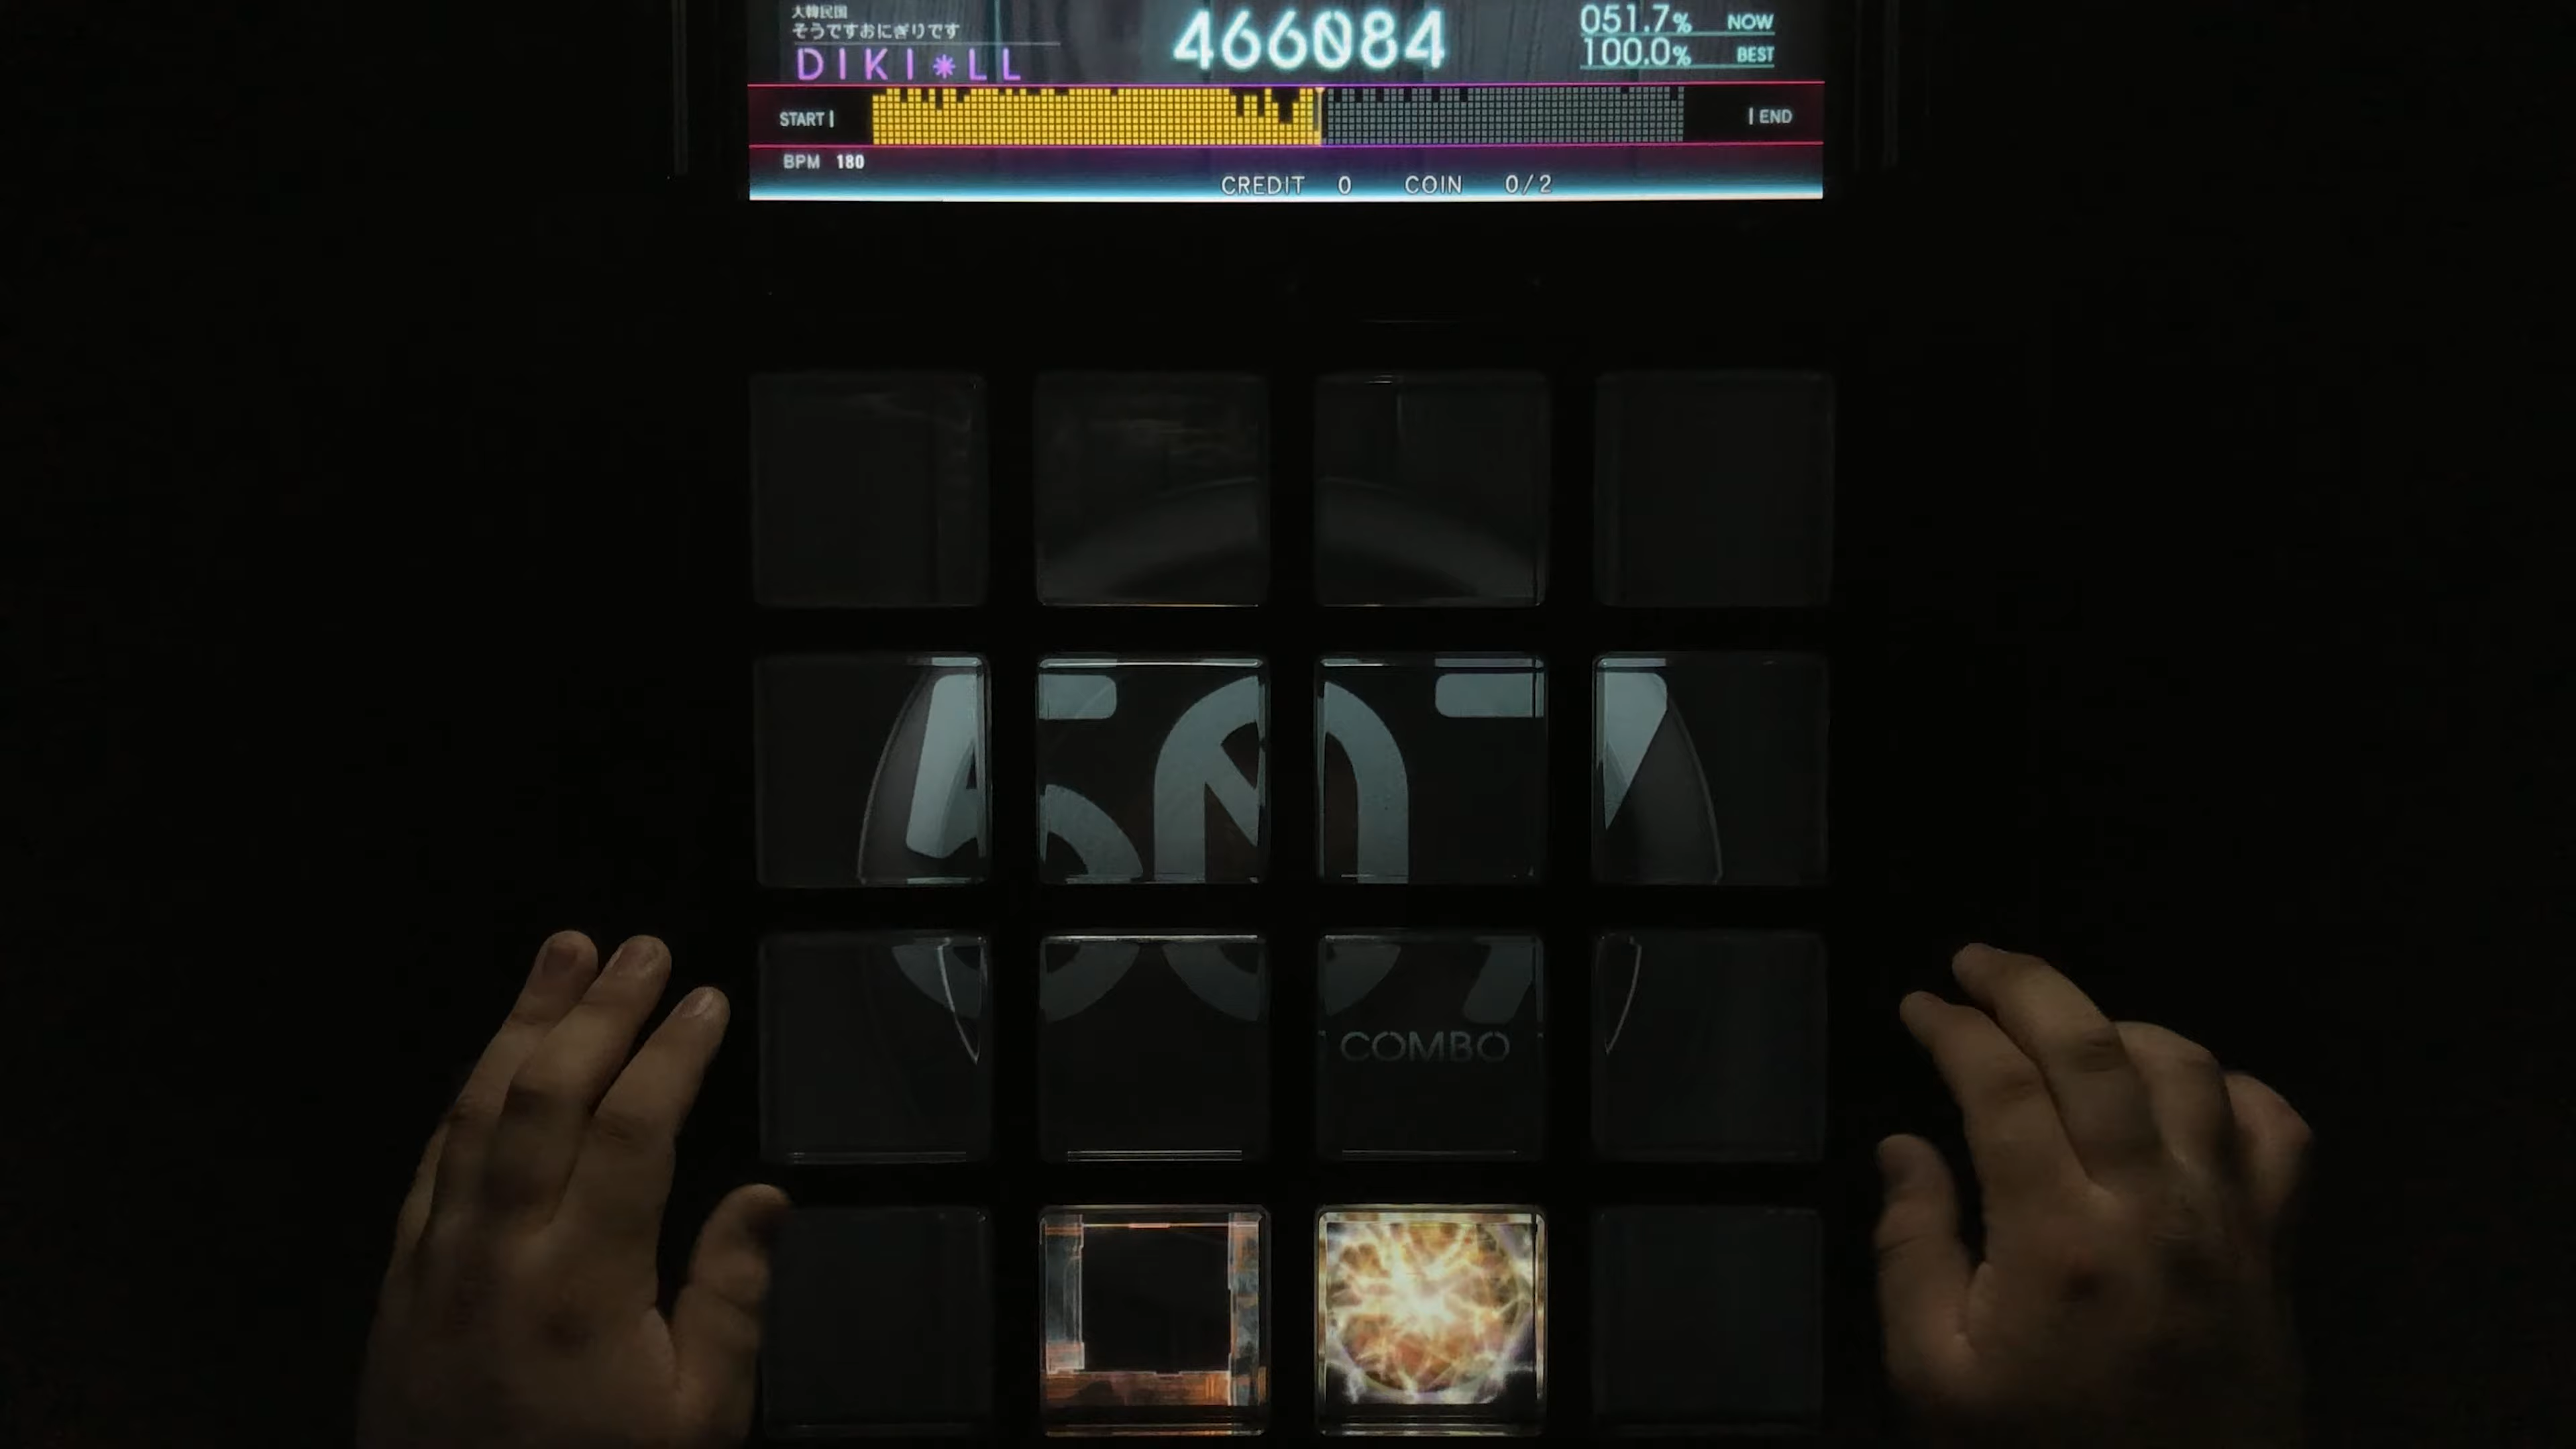 大韓民国
そうですおにぎりです
DIKI*LL
466084
051.7% NOW
100.0% BEST
START
END
BPM 180
CREDIT 0 COIN 0/2
607
COMBO